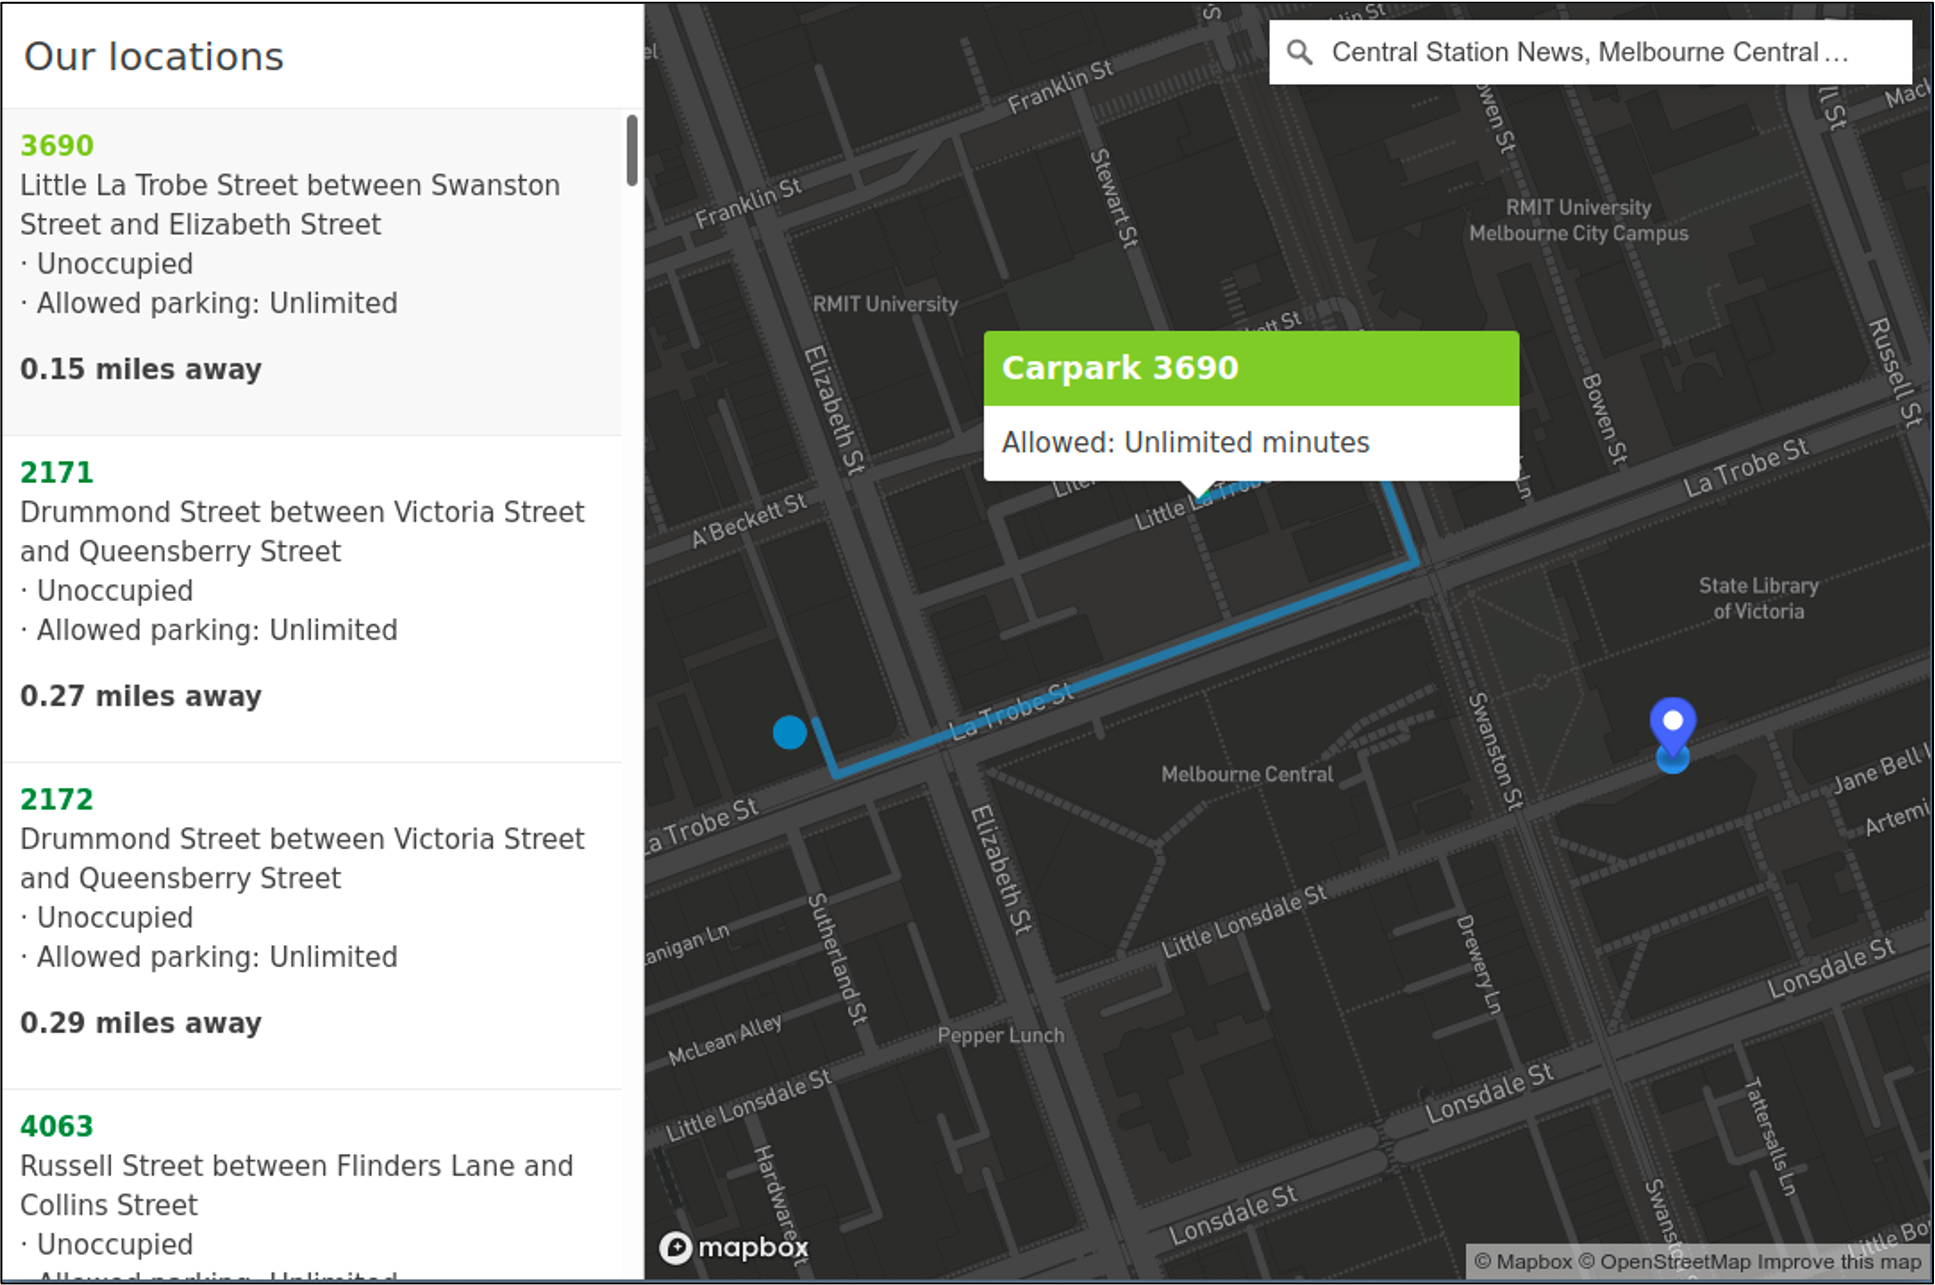 Our locations
3690
Little La Trobe Street between Swanston
Street and Elizabeth Street
· Unoccupied
· Allowed parking: Unlimited
0.15 miles away
2171
Drummond Street between Victoria Street
and Queensberry Street
· Unoccupied
· Allowed parking: Unlimited
0.27 miles away
2172
Drummond Street between Victoria Street
and Queensberry Street
· Unoccupied
· Allowed parking: Unlimited
0.29 miles away
4063
Russell Street between Flinders Lane and
Collins Street
· Unoccupied
· Allowed parking: Unlimited
Central Station News, Melbourne Central ...
Franklin St
Franklin St
Stewart St
Bowen St
RMIT University
Melbourne City Campus
RMIT University
Elizabeth St
Russell St
Carpark 3690
Allowed: Unlimited minutes
Bowen St
La Trobe St
A'Beckett St
Little La Trobe
State Library
of Victoria
La Trobe St
Swanston St
Melbourne Central
Jane Bell L
Artemi
La Trobe St
Elizabeth St
Sutherland St
Little Lonsdale St
Drewery Ln
anigan Ln
Lonsdale St
McLean Alley
Pepper Lunch
Little Lonsdale St
Lonsdale St
Tattersalls Ln
Hardware
Lonsdale St
Swanston S
Little Bo
mapbox
© Mapbox © OpenStreetMap Improve this map